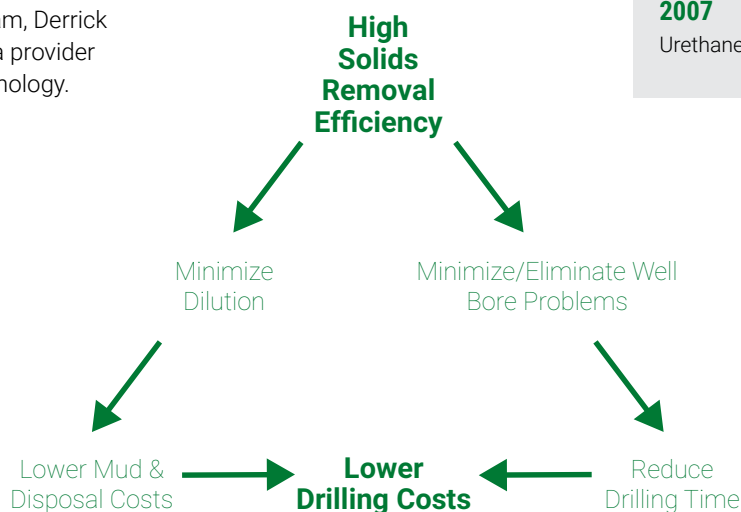 am, Derrick
a provider
nology.
2007
Urethane
High
Solids
Removal
Efficiency
Minimize
Dilution
Minimize/Eliminate Well
Bore Problems
Lower Mud &
Disposal Costs
Lower
Drilling Costs
Reduce
Drilling Time